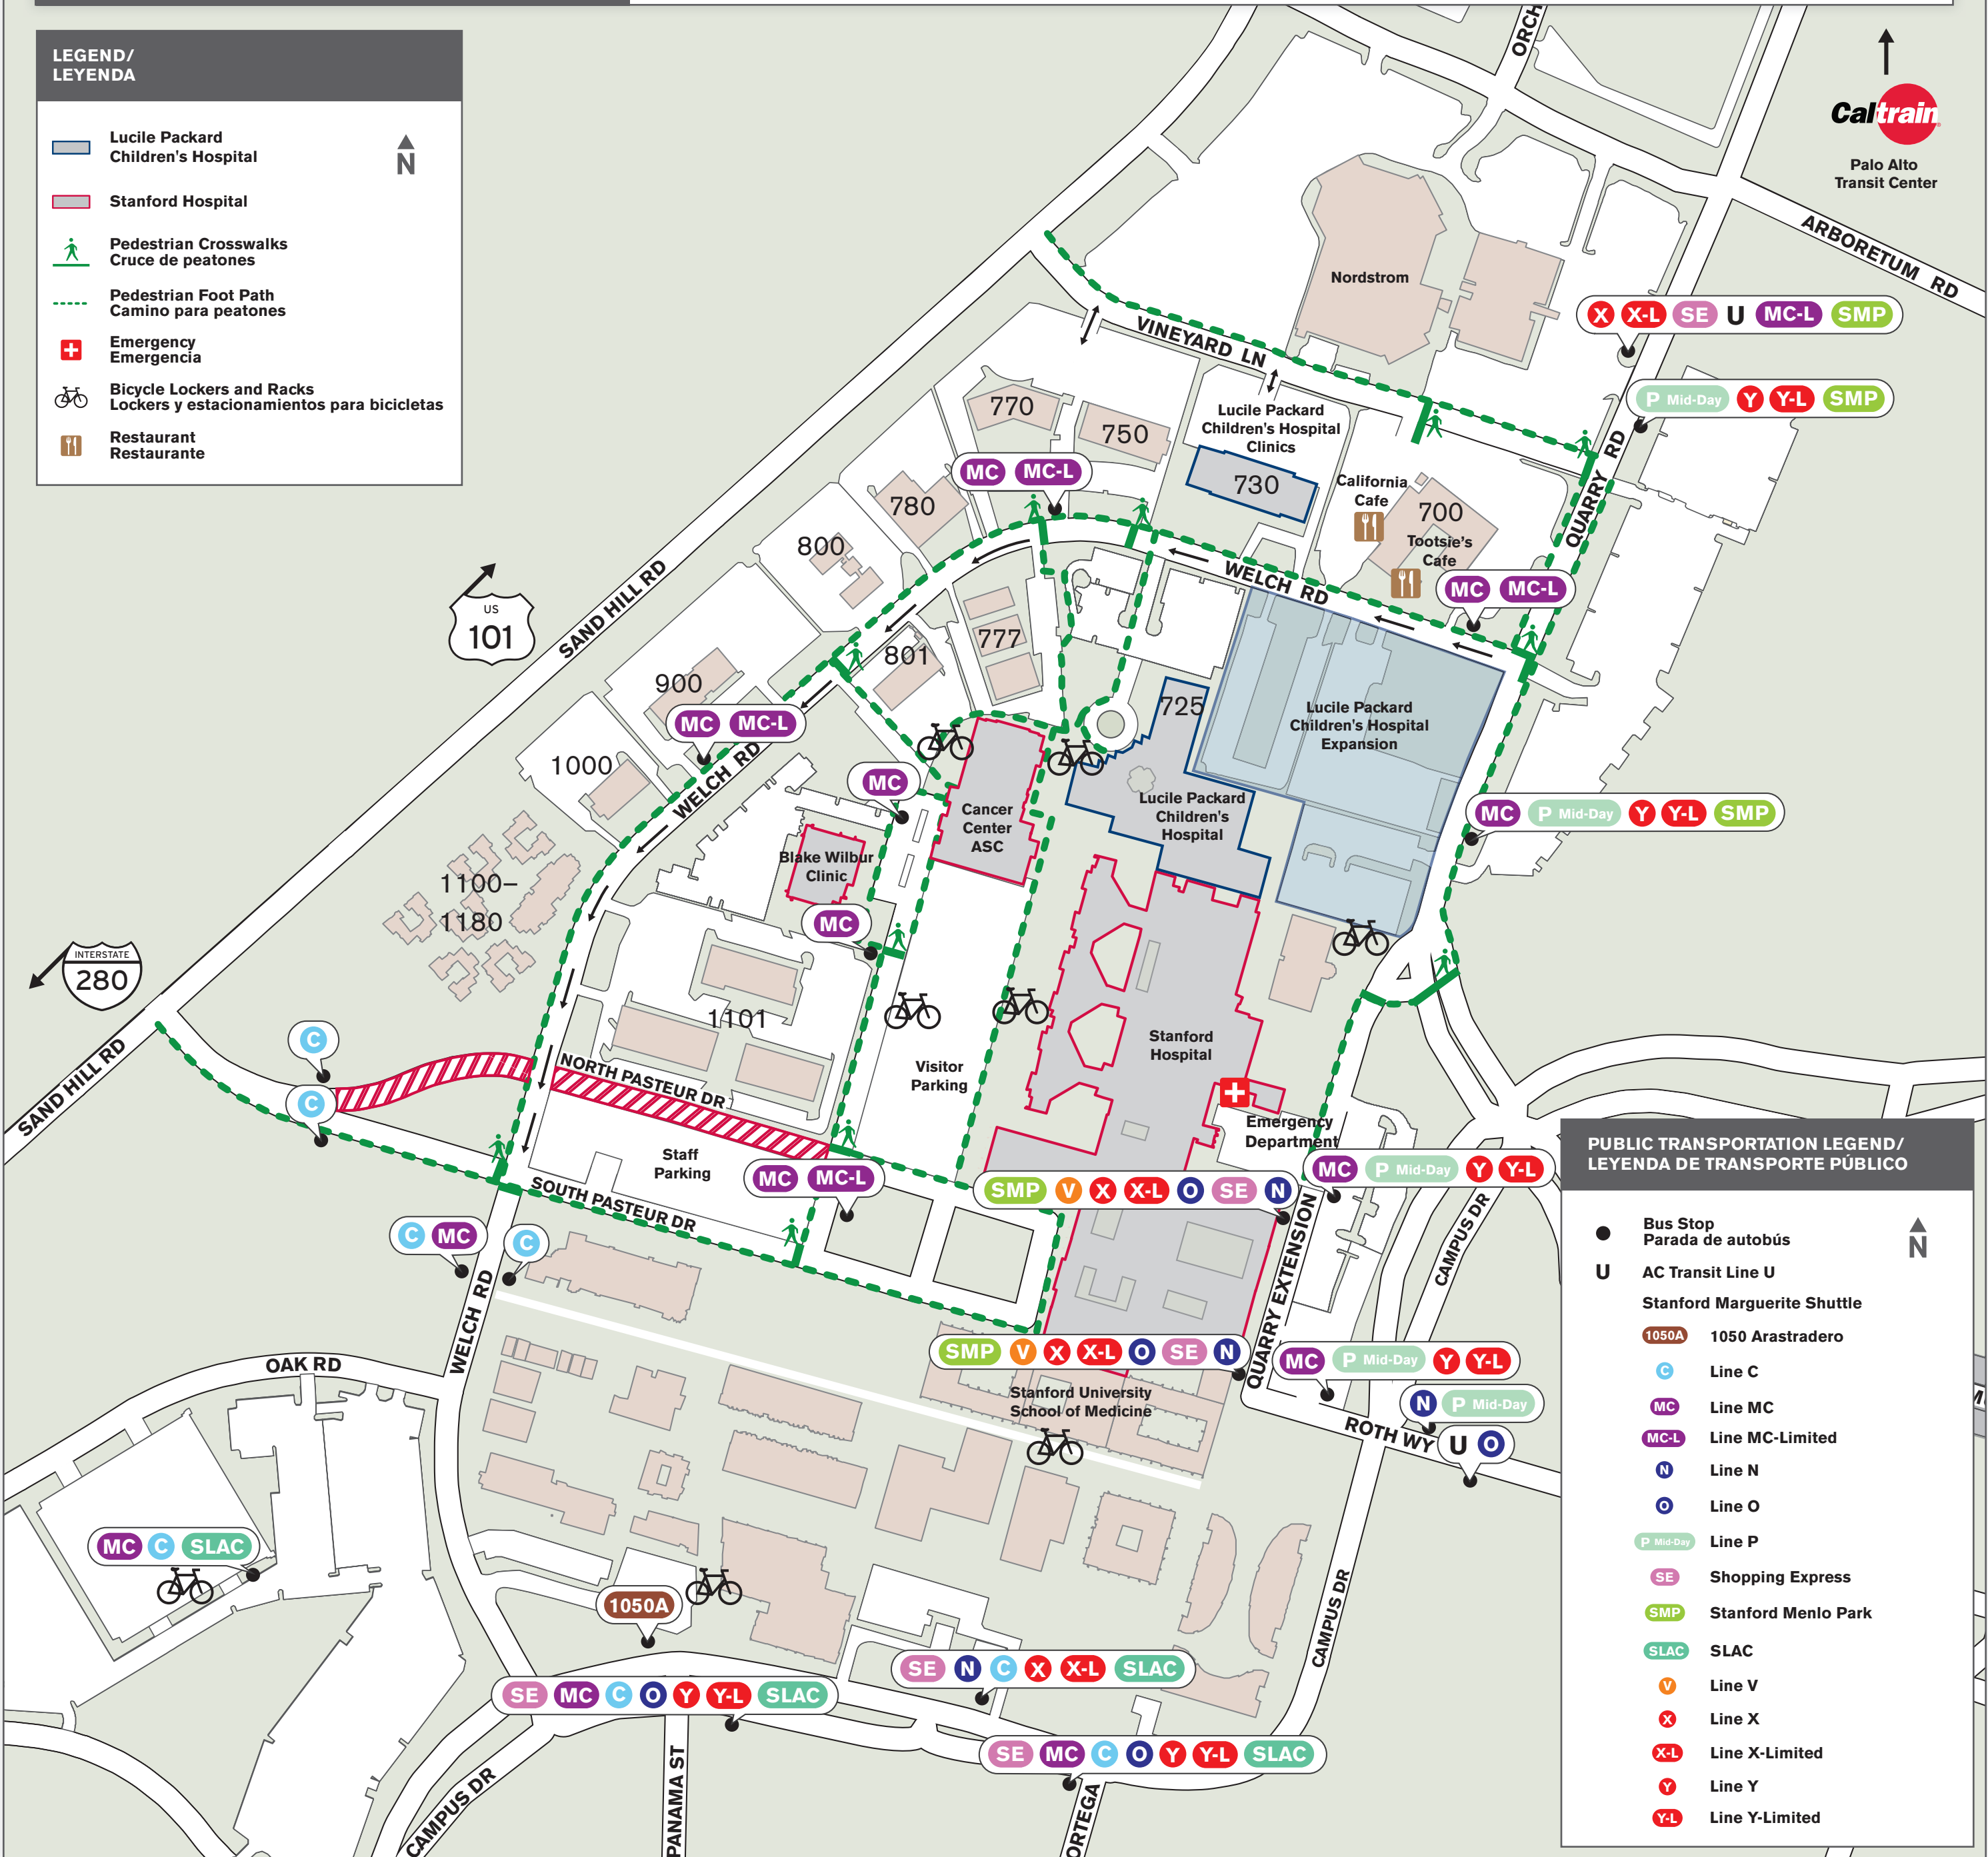 LEGEND/
LEYENDA
Lucile Packard
Children's Hospital
N
Stanford Hospital
Pedestrian Crosswalks
Cruce de peatones
Pedestrian Foot Path
Camino para peatones
Emergency
Emergencia
Bicycle Lockers and Racks
Lockers y estacionamientos para bicicletas
Restaurant
Restaurante
ORCH
Caltrain
Palo Alto
Transit Center
ARBORETUM RD
Nordstrom
X X-L SE U MC-L SMP
VINEYARD LN
P Mid-Day Y Y-L SMP
QUARRY RD
770
750
Lucile Packard
Children's Hospital
Clinics
730
MC MC-L
California
Cafe
700
Tootsie's
Cafe
780
800
MC MC-L
WELCH RD
US
101
SAND HILL RD
777
801
900
MC MC-L
725
Lucile Packard
Children's Hospital
Expansion
1000
WELCH RD
MC
Cancer
Center
ASC
Lucile Packard
Children's
Hospital
MC P Mid-Day Y Y-L SMP
Blake Wilbur
Clinic
1100–
1180
MC
INTERSTATE
280
1101
Visitor
Parking
Stanford
Hospital
C
C
SAND HILL RD
NORTH PASTEUR DR
Emergency
Department
Staff
Parking
MC MC-L
SMP V X X-L O SE N
MC P Mid-Day Y Y-L
SOUTH PASTEUR DR
C MC
C
WELCH RD
QUARRY EXTENSION
CAMPUS DR
SMP V X X-L O SE N
MC P Mid-Day Y Y-L
OAK RD
Stanford University
School of Medicine
N P Mid-Day
ROTH WY
U O
MC C SLAC
1050A
CAMPUS DR
SE N C X X-L SLAC
SE MC C O Y Y-L SLAC
SE MC C O Y Y-L SLAC
CAMPUS DR
PANAMA ST
ORTEGA
PUBLIC TRANSPORTATION LEGEND/
LEYENDA DE TRANSPORTE PÚBLICO
Bus Stop
Parada de autobús
N
U AC Transit Line U
Stanford Marguerite Shuttle
1050A 1050 Arastradero
C Line C
MC Line MC
MC-L Line MC-Limited
N Line N
O Line O
P Mid-Day Line P
SE Shopping Express
SMP Stanford Menlo Park
SLAC SLAC
V Line V
X Line X
X-L Line X-Limited
Y Line Y
Y-L Line Y-Limited